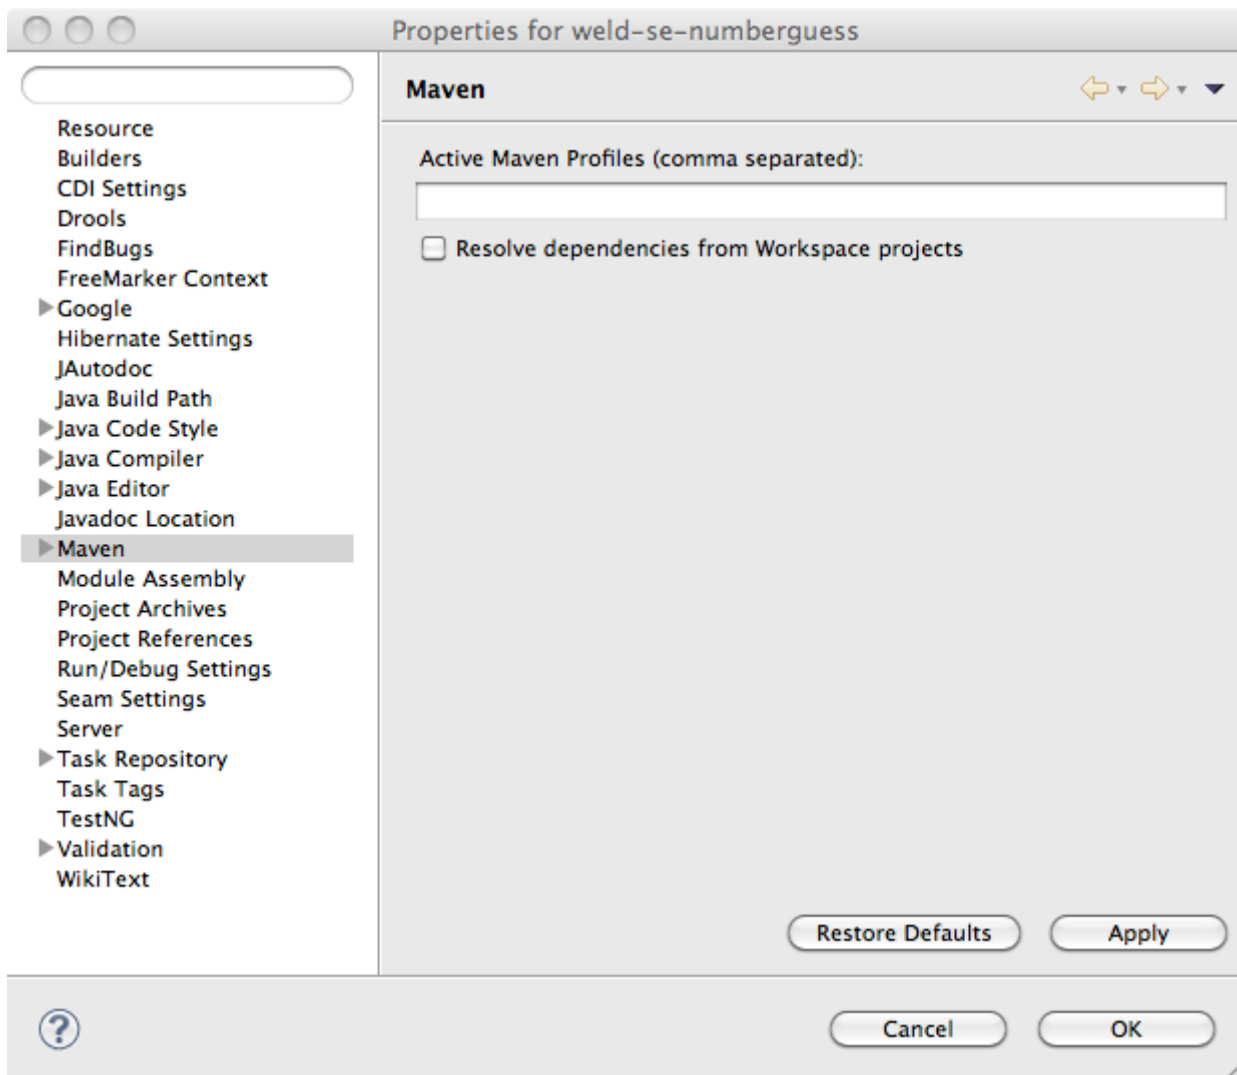 Properties for weld-se-numberguess
Maven
Resource
Builders
CDI Settings
Drools
FindBugs
FreeMarker Context
Google
Hibernate Settings
JAutodoc
Java Build Path
Java Code Style
Java Compiler
Java Editor
Javadoc Location
Maven
Module Assembly
Project Archives
Project References
Run/Debug Settings
Seam Settings
Server
Task Repository
Task Tags
TestNG
Validation
WikiText
Active Maven Profiles (comma separated):
Resolve dependencies from Workspace projects
Restore Defaults
Apply
?
Cancel
OK